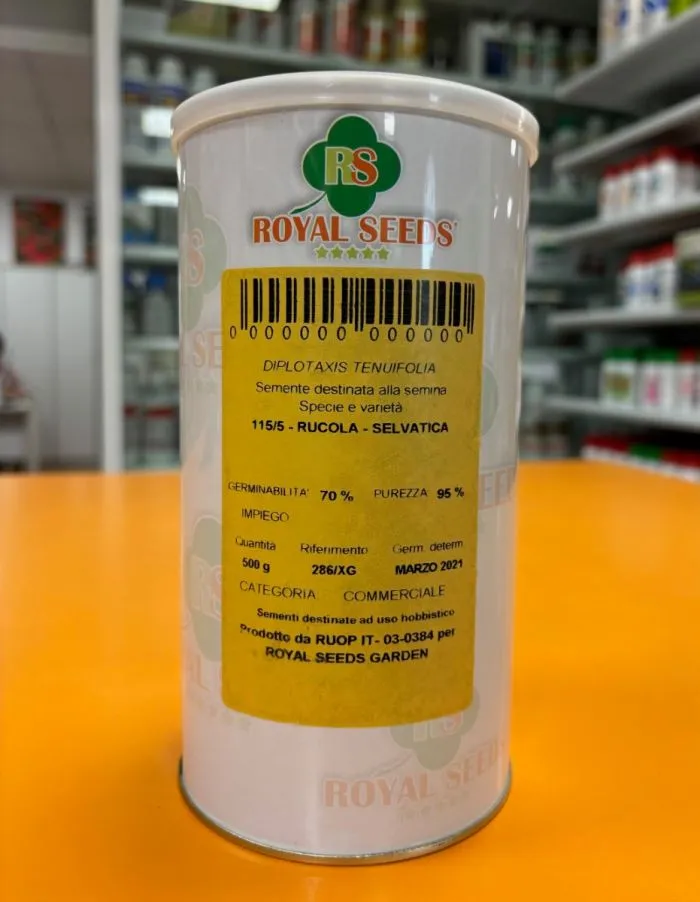 RS
ROYAL SEEDS
0 000000 000000
DIPLOTAXIS TENUIFOLIA
Semente destinata alla semina
Specie e varietà
115/5 - RUCOLA - SELVATICA
GERMINABILITA' 70 % PUREZZA 95 %
IMPIEGO
Quantità Riferimento Germ. determ.
500 g 286/XG MARZO 2021
CATEGORIA COMMERCIALE
Sementi destinate ad uso hobbistico
Prodotto da RUOP IT- 03-0384 per
ROYAL SEEDS GARDEN
ROYAL SEEDS